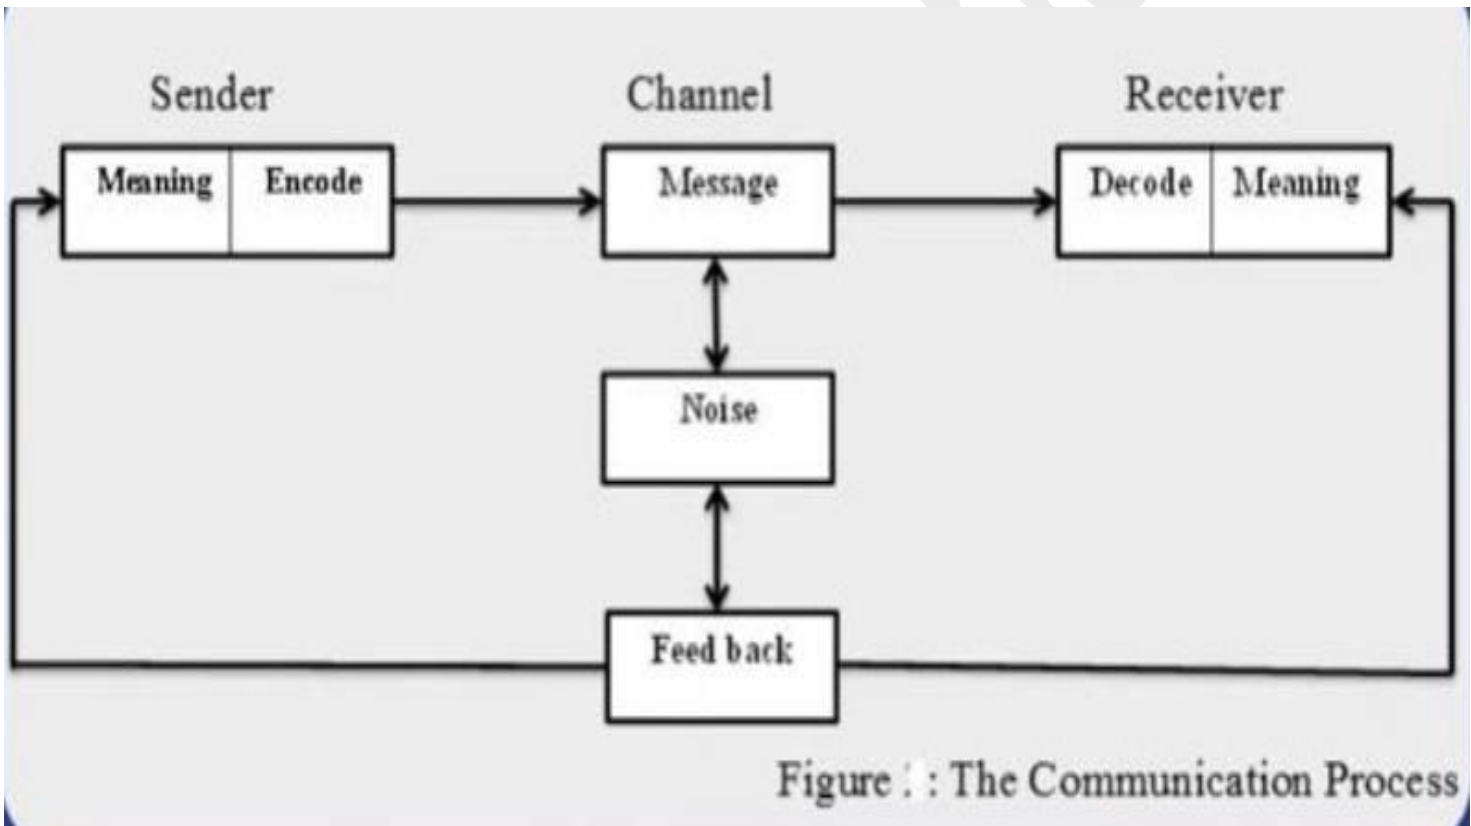 Sender Channel Receiver
Meaning Encode Message Decode Meaning
Noise
Feed back
Figure : The Communication Process